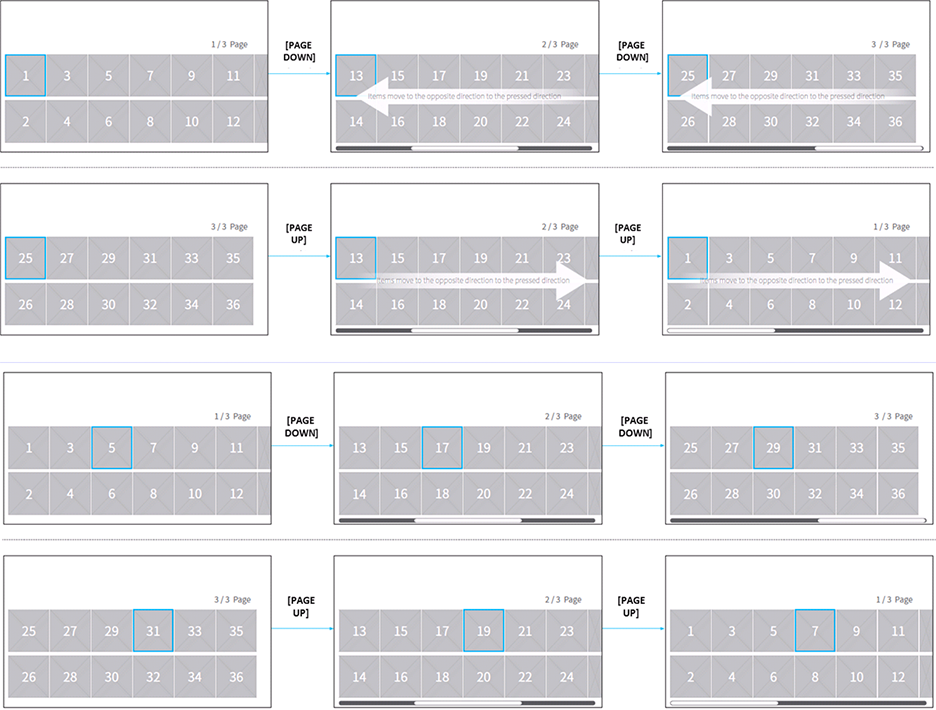 1 / 3 Page
1 3 5 7 9 11
2 4 6 8 10 12
[PAGE
DOWN]
2 / 3 Page
13 15 17 19 21 23
Items move to the opposite direction to the pressed direction
14 16 18 20 22 24
[PAGE
DOWN]
3 / 3 Page
25 27 29 31 33 35
Items move to the opposite direction to the pressed direction
26 28 30 32 34 36
3 / 3 Page
25 27 29 31 33 35
26 28 30 32 34 36
[PAGE
UP]
2 / 3 Page
13 15 17 19 21 23
Items move to the opposite direction to the pressed direction
14 16 18 20 22 24
[PAGE
UP]
1 / 3 Page
1 3 5 7 9 11
Items move to the opposite direction to the pressed direction
2 4 6 8 10 12
1 / 3 Page
1 3 5 7 9 11
2 4 6 8 10 12
[PAGE
DOWN]
2 / 3 Page
13 15 17 19 21 23
14 16 18 20 22 24
[PAGE
DOWN]
3 / 3 Page
25 27 29 31 33 35
26 28 30 32 34 36
3 / 3 Page
25 27 29 31 33 35
26 28 30 32 34 36
[PAGE
UP]
2 / 3 Page
13 15 17 19 21 23
14 16 18 20 22 24
[PAGE
UP]
1 / 3 Page
1 3 5 7 9 11
2 4 6 8 10 12